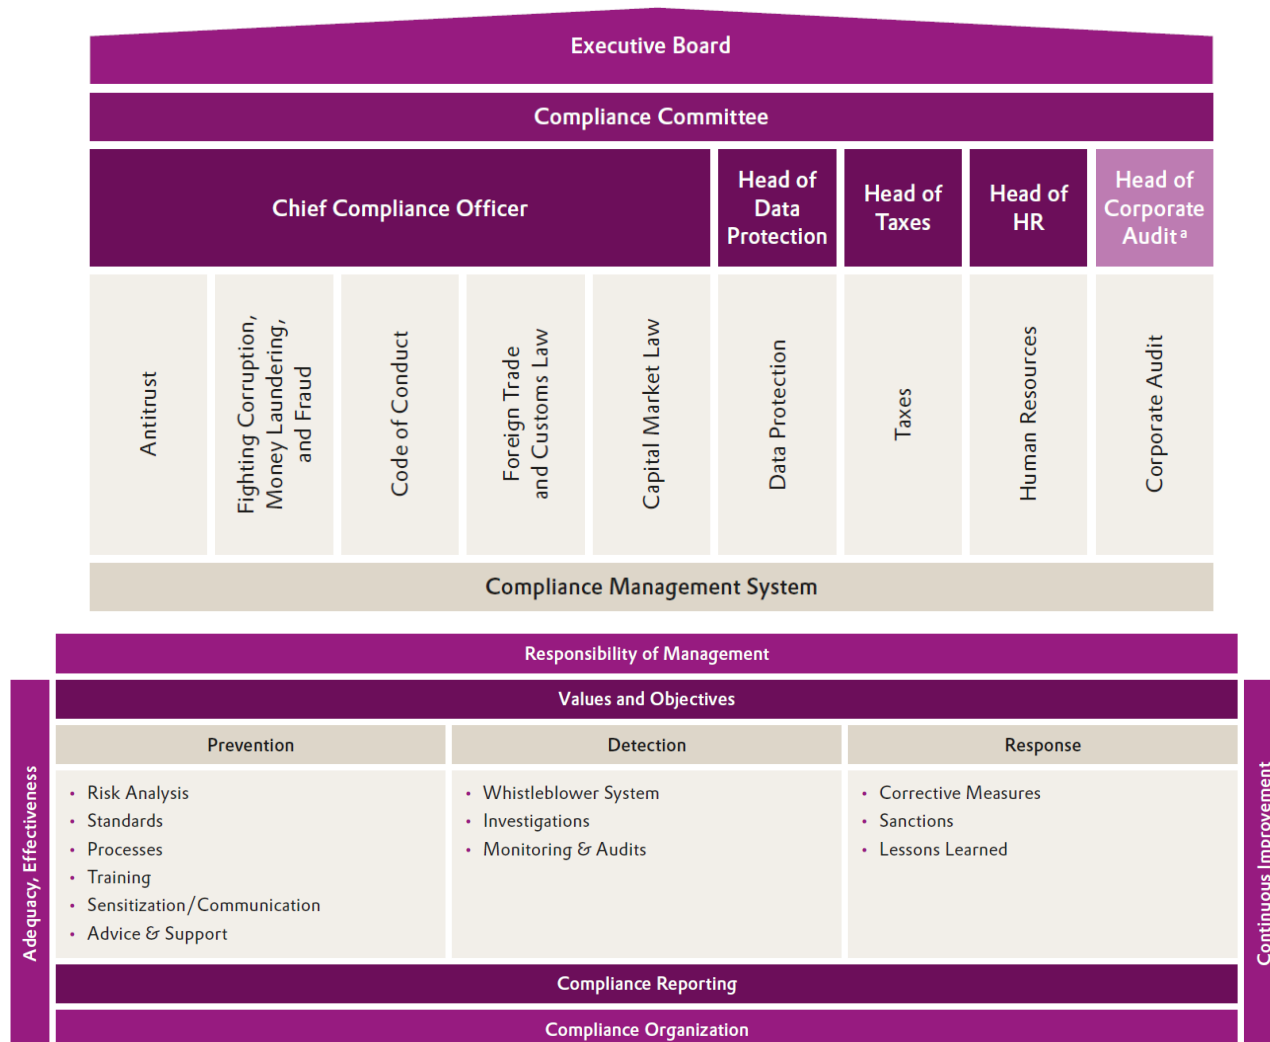 Executive Board
Compliance Committee
Chief Compliance Officer
Head of
Data
Protection
Head of
Taxes
Head of
HR
Head of
Corporate
Audit a
Antitrust
Fighting Corruption,
Money Laundering,
and Fraud
Code of Conduct
Foreign Trade
and Customs Law
Capital Market Law
Data Protection
Taxes
Human Resources
Corporate Audit
Compliance Management System
Responsibility of Management
Values and Objectives
Adequacy, Effectiveness
Prevention
• Risk Analysis
• Standards
• Processes
• Training
• Sensitization/Communication
• Advice & Support
Detection
• Whistleblower System
• Investigations
• Monitoring & Audits
Response
• Corrective Measures
• Sanctions
• Lessons Learned
Continuous Improvement
Compliance Reporting
Compliance Organization